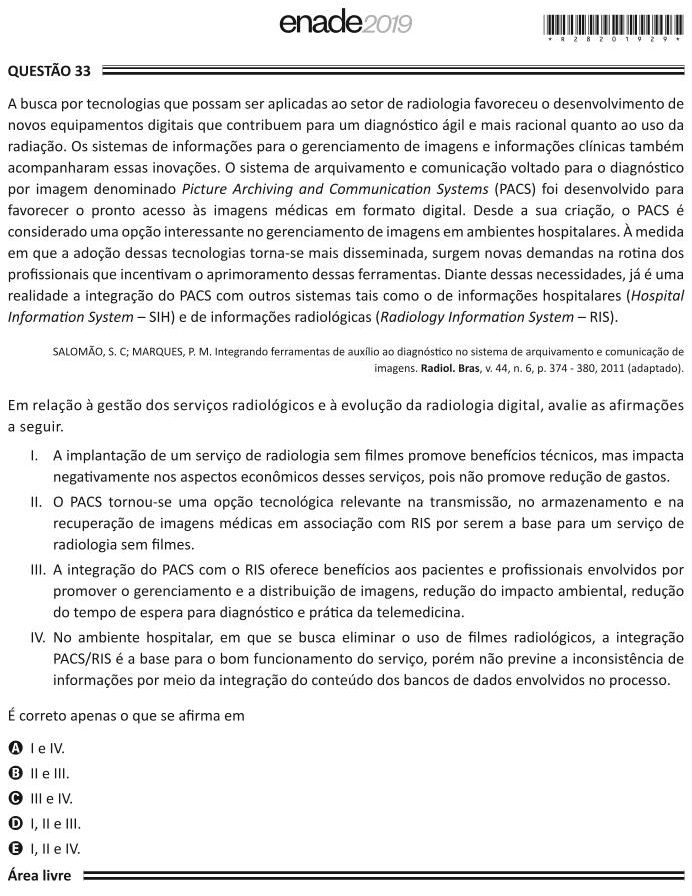 enade2019
* R 2 8 2 0 1 9 2 9 *
QUESTÃO 33
A busca por tecnologias que possam ser aplicadas ao setor de radiologia favoreceu o desenvolvimento de
novos equipamentos digitais que contribuem para um diagnóstico ágil e mais racional quanto ao uso da
radiação. Os sistemas de informações para o gerenciamento de imagens e informações clínicas também
acompanharam essas inovações. O sistema de arquivamento e comunicação voltado para o diagnóstico
por imagem denominado Picture Archiving and Communication Systems (PACS) foi desenvolvido para
favorecer o pronto acesso às imagens médicas em formato digital. Desde a sua criação, o PACS é
considerado uma opção interessante no gerenciamento de imagens em ambientes hospitalares. À medida
em que a adoção dessas tecnologias torna-se mais disseminada, surgem novas demandas na rotina dos
profissionais que incentivam o aprimoramento dessas ferramentas. Diante dessas necessidades, já é uma
realidade a integração do PACS com outros sistemas tais como o de informações hospitalares (Hospital
Information System – SIH) e de informações radiológicas (Radiology Information System – RIS).
SALOMÃO, S. C; MARQUES, P. M. Integrando ferramentas de auxílio ao diagnóstico no sistema de arquivamento e comunicação de
imagens. Radiol. Bras, v. 44, n. 6, p. 374 - 380, 2011 (adaptado).
Em relação à gestão dos serviços radiológicos e à evolução da radiologia digital, avalie as afirmações
a seguir.
I. A implantação de um serviço de radiologia sem filmes promove benefícios técnicos, mas impacta
negativamente nos aspectos econômicos desses serviços, pois não promove redução de gastos.
II. O PACS tornou-se uma opção tecnológica relevante na transmissão, no armazenamento e na
recuperação de imagens médicas em associação com RIS por serem a base para um serviço de
radiologia sem filmes.
III. A integração do PACS com o RIS oferece benefícios aos pacientes e profissionais envolvidos por
promover o gerenciamento e a distribuição de imagens, redução do impacto ambiental, redução
do tempo de espera para diagnóstico e prática da telemedicina.
IV. No ambiente hospitalar, em que se busca eliminar o uso de filmes radiológicos, a integração
PACS/RIS é a base para o bom funcionamento do serviço, porém não previne a inconsistência de
informações por meio da integração do conteúdo dos bancos de dados envolvidos no processo.
É correto apenas o que se afirma em
A I e IV.
B II e III.
C III e IV.
D I, II e III.
E I, II e IV.
Área livre